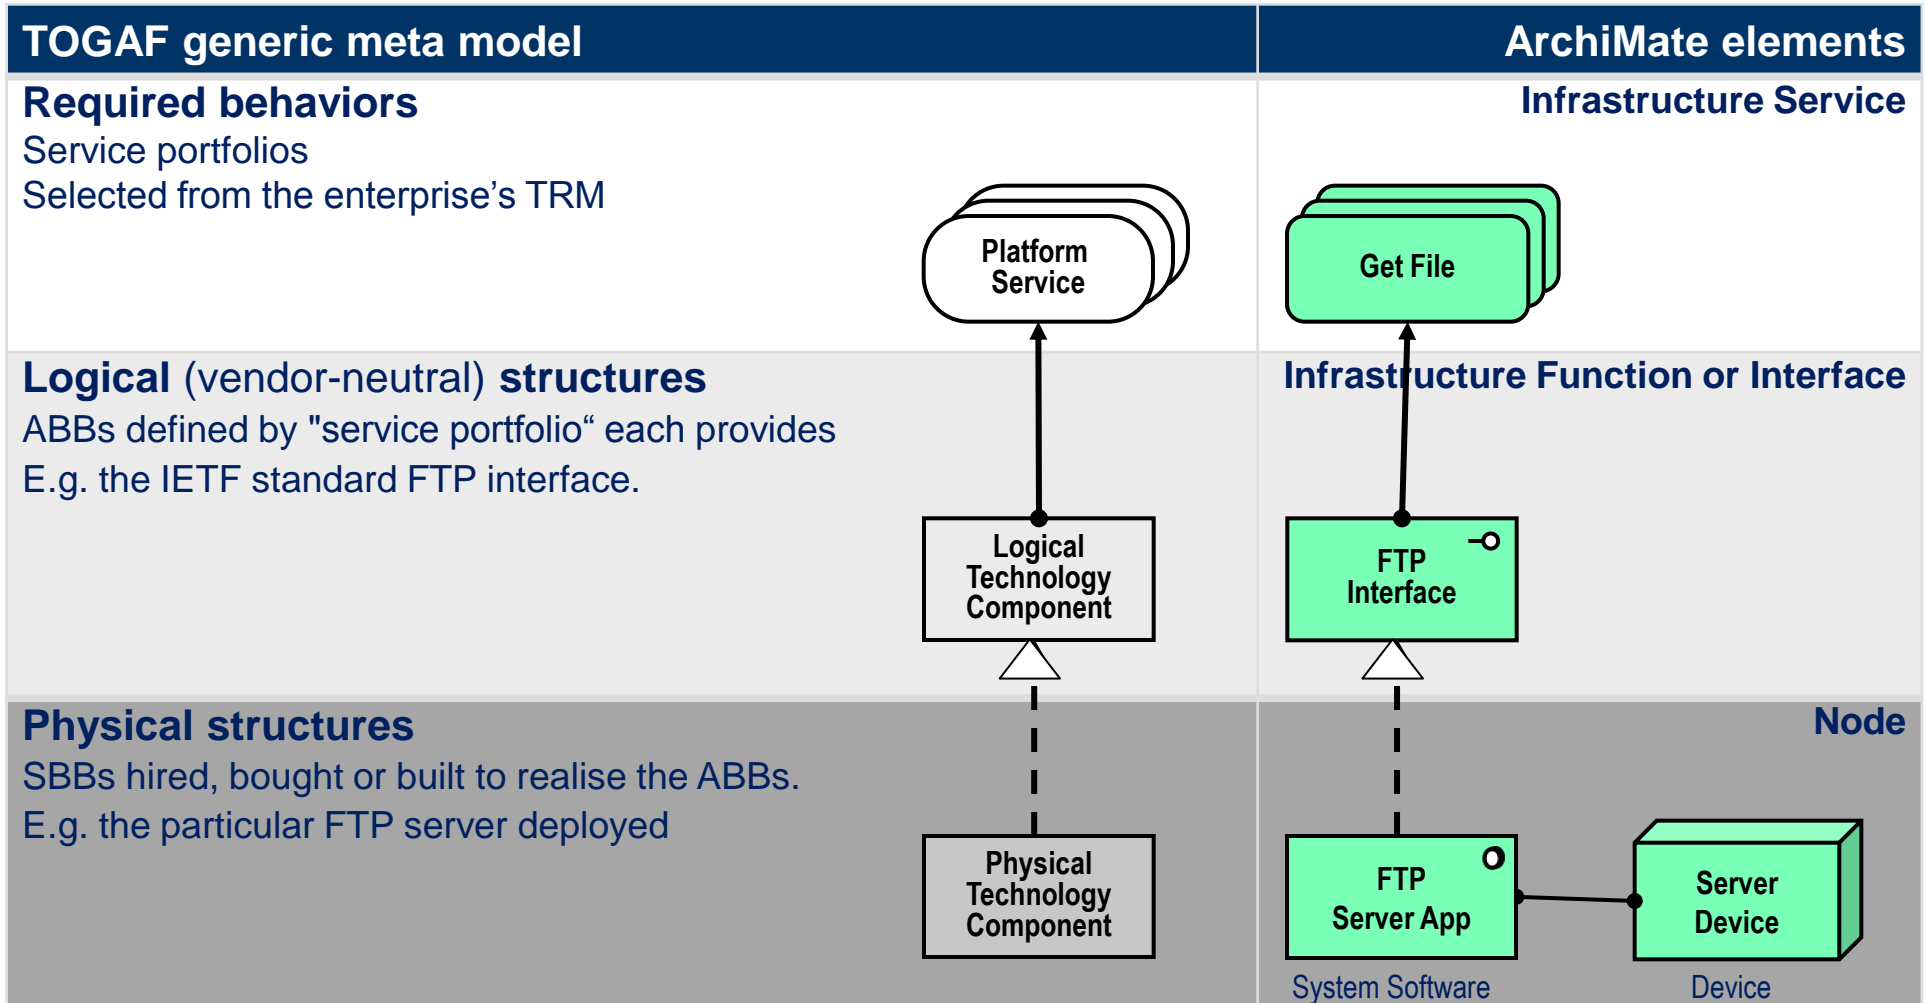 TOGAF generic meta model
ArchiMate elements
Required behaviors
Service portfolios
Selected from the enterprise’s TRM
Infrastructure Service
Platform
Service
Get File
Logical (vendor-neutral) structures
ABBs defined by "service portfolio“ each provides
E.g. the IETF standard FTP interface.
Infrastructure Function or Interface
Logical
Technology
Component
FTP
Interface
Physical structures
SBBs hired, bought or built to realise the ABBs.
E.g. the particular FTP server deployed
Node
Physical
Technology
Component
FTP
Server App
Server
Device
System Software
Device